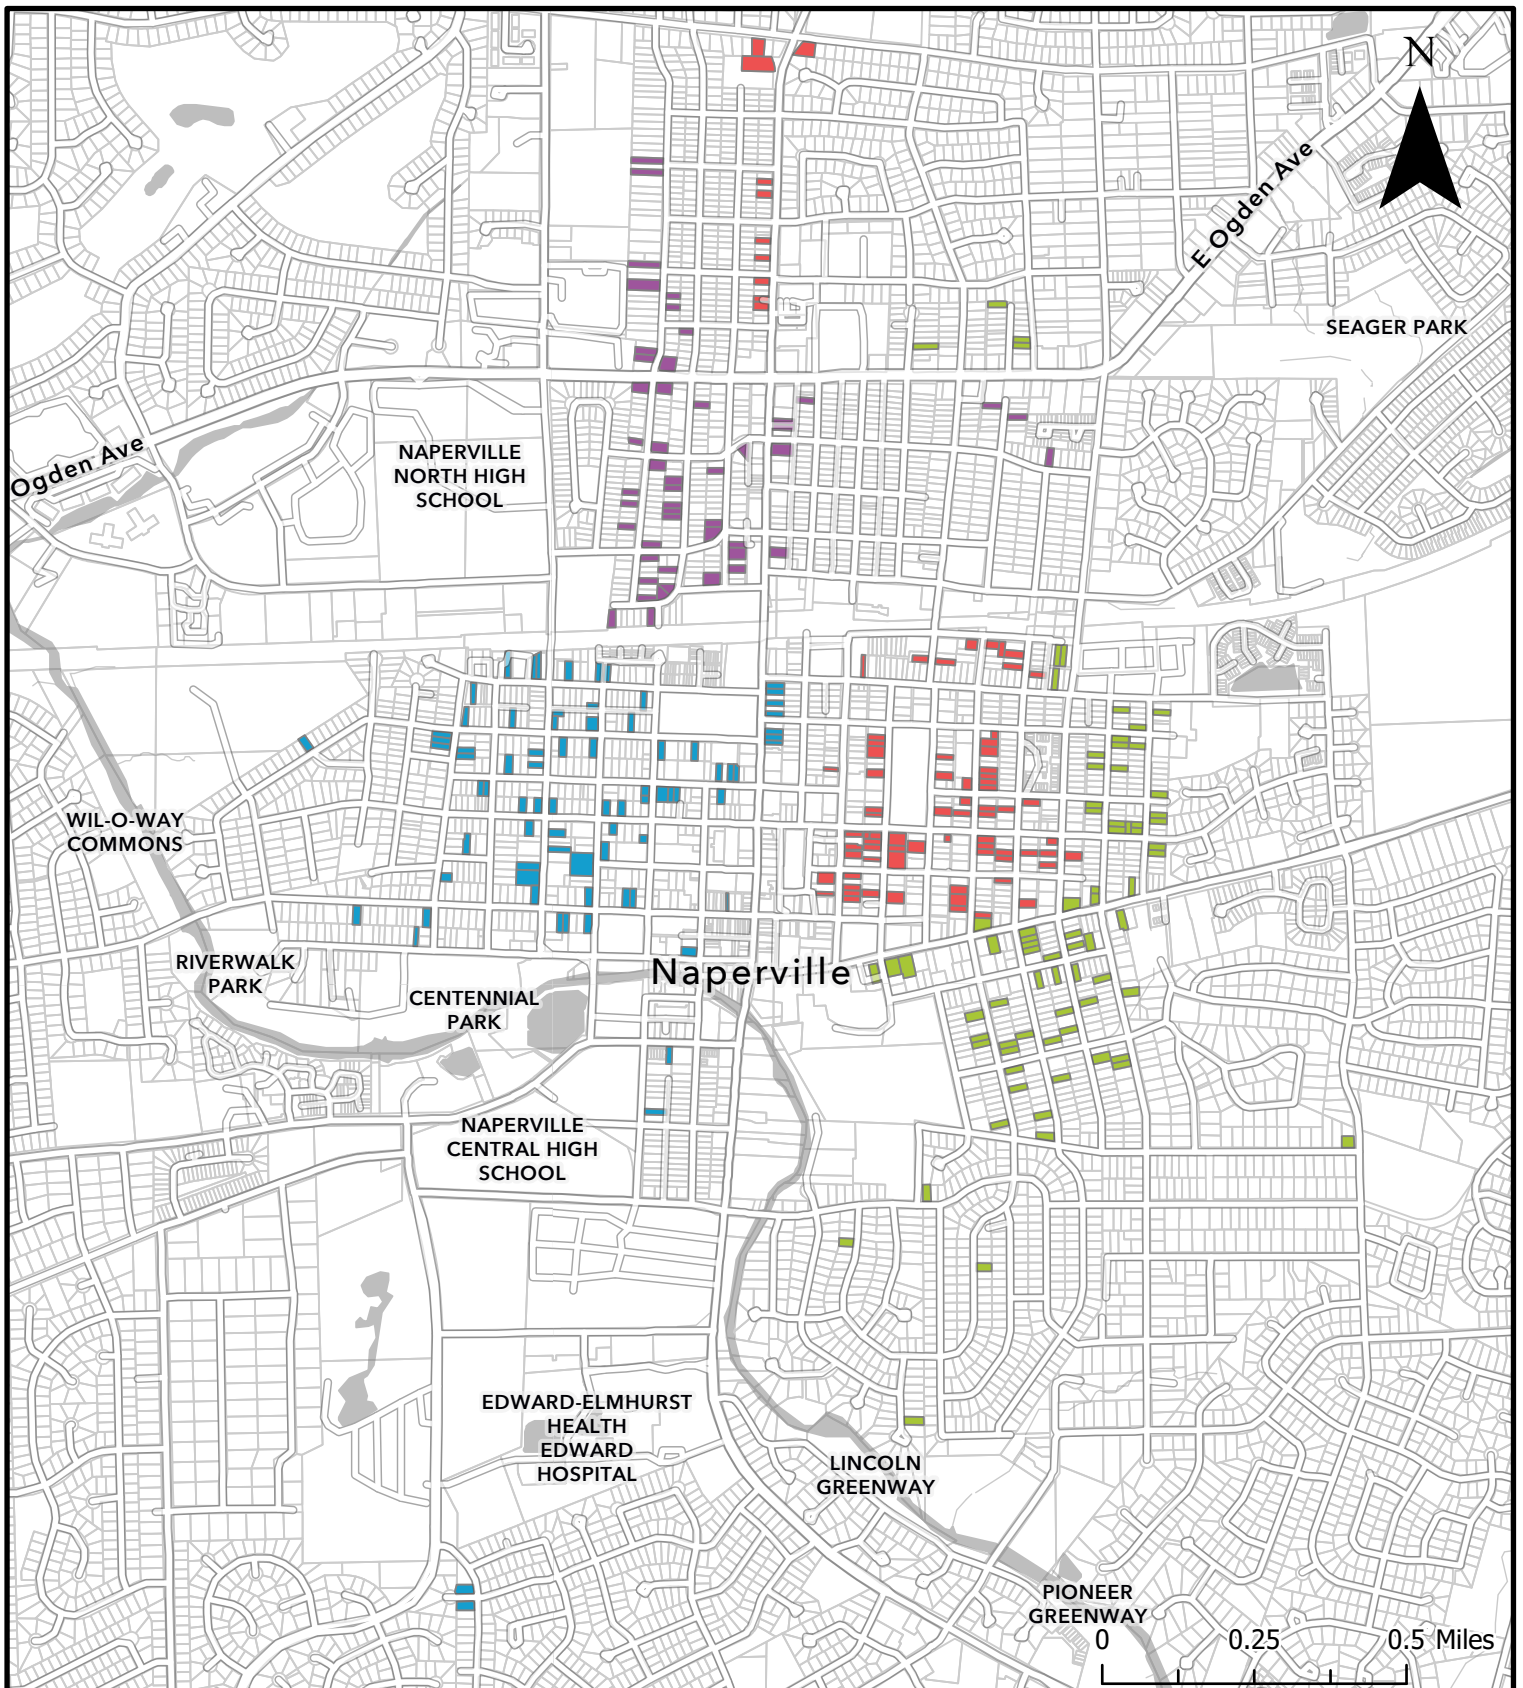 N
E Ogden Ave
SEAGER PARK
Ogden Ave
NAPERVILLE
NORTH HIGH
SCHOOL
WIL-O-WAY
COMMONS
RIVERWALK
PARK
Naperville
CENTENNIAL
PARK
NAPERVILLE
CENTRAL HIGH
SCHOOL
EDWARD-ELMHURST
HEALTH
EDWARD
HOSPITAL
LINCOLN
GREENWAY
PIONEER
GREENWAY
0 0.25 0.5 Miles